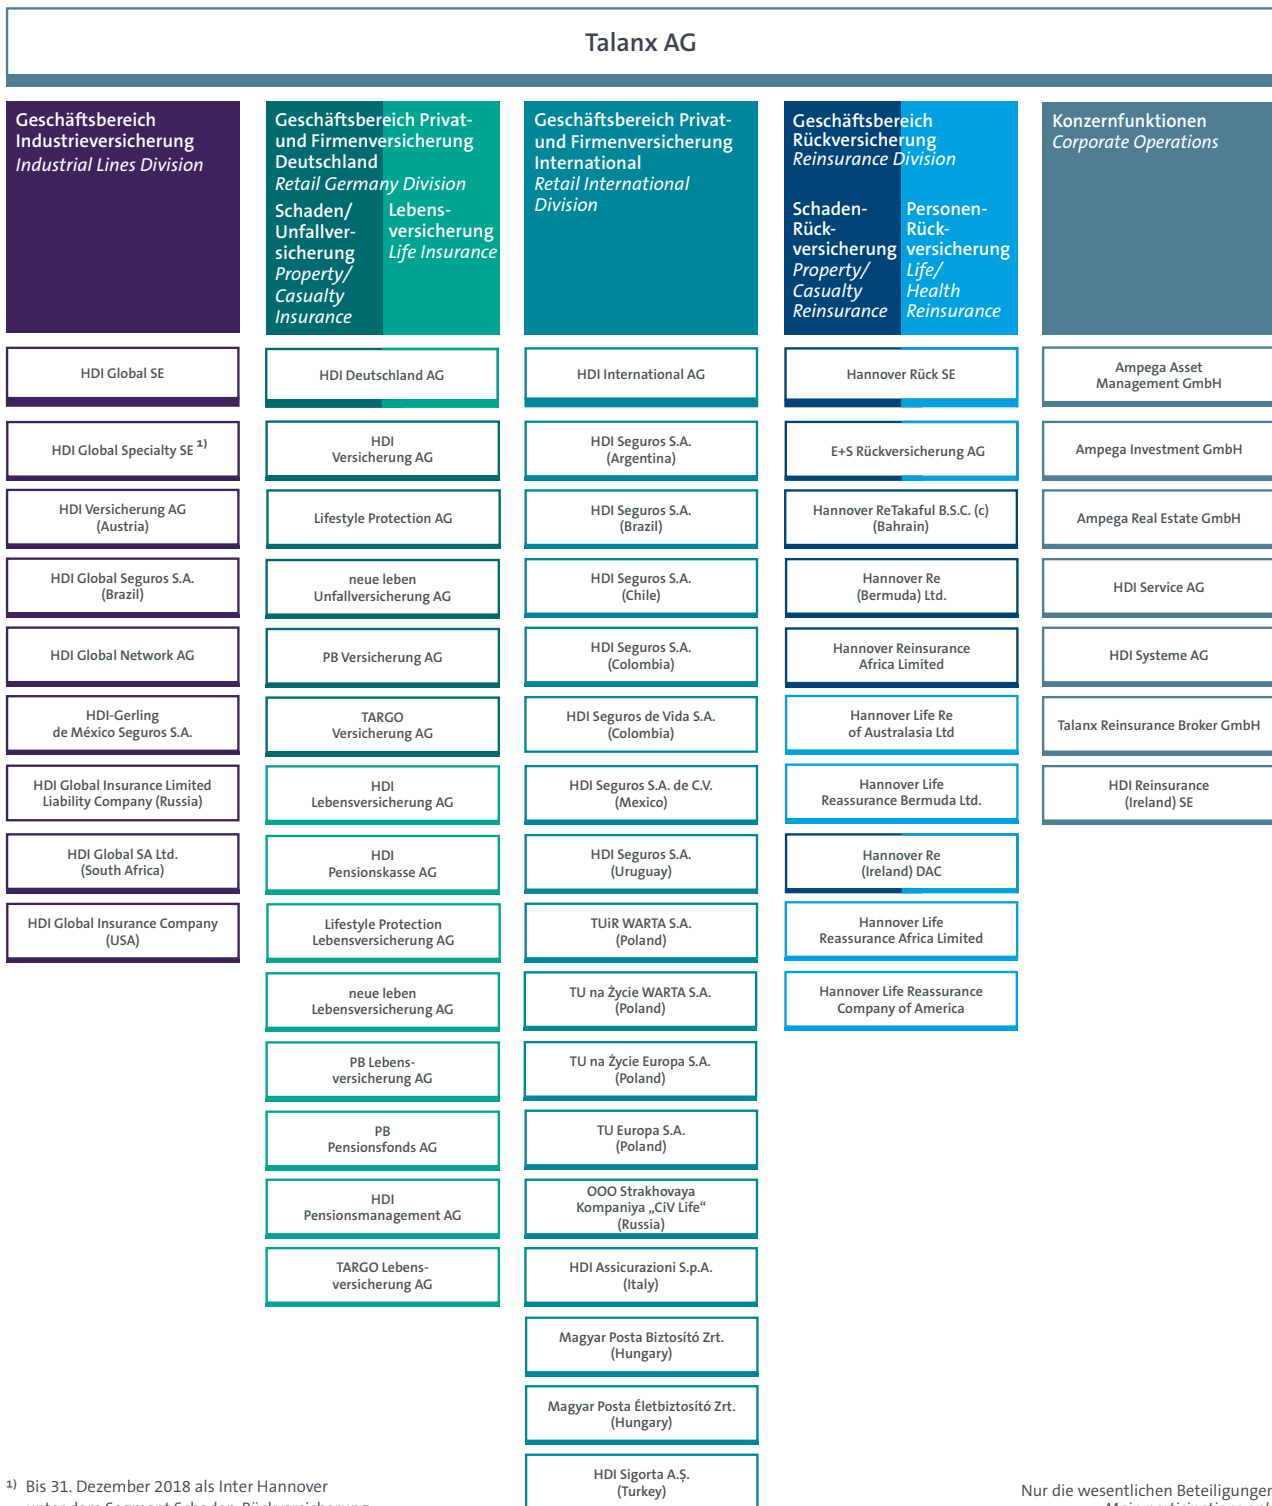 Talanx AG
Geschäftsbereich
Industrieversicherung
Industrial Lines Division
Geschäftsbereich Privat-
und Firmenversicherung
Deutschland
Retail Germany Division
Schaden/
Unfallver-
sicherung
Property/
Casualty
Insurance
Lebens-
versicherung
Life Insurance
Geschäftsbereich Privat-
und Firmenversicherung
International
Retail International
Division
Geschäftsbereich
Rückversicherung
Reinsurance Division
Schaden-
Rück-
versicherung
Property/
Casualty
Reinsurance
Personen-
Rück-
versicherung
Life/
Health
Reinsurance
Konzernfunktionen
Corporate Operations
HDI Global SE
HDI Global Specialty SE 1)
HDI Versicherung AG
(Austria)
HDI Global Seguros S.A.
(Brazil)
HDI Global Network AG
HDI-Gerling
de México Seguros S.A.
HDI Global Insurance Limited
Liability Company (Russia)
HDI Global SA Ltd.
(South Africa)
HDI Global Insurance Company
(USA)
HDI Deutschland AG
HDI
Versicherung AG
Lifestyle Protection AG
neue leben
Unfallversicherung AG
PB Versicherung AG
TARGO
Versicherung AG
HDI
Lebensversicherung AG
HDI
Pensionskasse AG
Lifestyle Protection
Lebensversicherung AG
neue leben
Lebensversicherung AG
PB Lebens-
versicherung AG
PB
Pensionsfonds AG
HDI
Pensionsmanagement AG
TARGO Lebens-
versicherung AG
HDI International AG
HDI Seguros S.A.
(Argentina)
HDI Seguros S.A.
(Brazil)
HDI Seguros S.A.
(Chile)
HDI Seguros S.A.
(Colombia)
HDI Seguros de Vida S.A.
(Colombia)
HDI Seguros S.A. de C.V.
(Mexico)
HDI Seguros S.A.
(Uruguay)
TUiR WARTA S.A.
(Poland)
TU na Życie WARTA S.A.
(Poland)
TU na Życie Europa S.A.
(Poland)
TU Europa S.A.
(Poland)
OOO Strakhovaya
Kompaniya „CiV Life“
(Russia)
HDI Assicurazioni S.p.A.
(Italy)
Magyar Posta Biztosító Zrt.
(Hungary)
Magyar Posta Életbiztosító Zrt.
(Hungary)
HDI Sigorta A.Ş.
(Turkey)
Hannover Rück SE
E+S Rückversicherung AG
Hannover ReTakaful B.S.C. (c)
(Bahrain)
Hannover Re
(Bermuda) Ltd.
Hannover Reinsurance
Africa Limited
Hannover Life Re
of Australasia Ltd
Hannover Life
Reassurance Bermuda Ltd.
Hannover Re
(Ireland) DAC
Hannover Life
Reassurance Africa Limited
Hannover Life Reassurance
Company of America
Ampega Asset
Management GmbH
Ampega Investment GmbH
Ampega Real Estate GmbH
HDI Service AG
HDI Systeme AG
Talanx Reinsurance Broker GmbH
HDI Reinsurance
(Ireland) SE
1) Bis 31. Dezember 2018 als Inter Hannover
unter dem Segment Schaden-Rückversicherung
Nur die wesentlichen Beteiligungen
Main participations